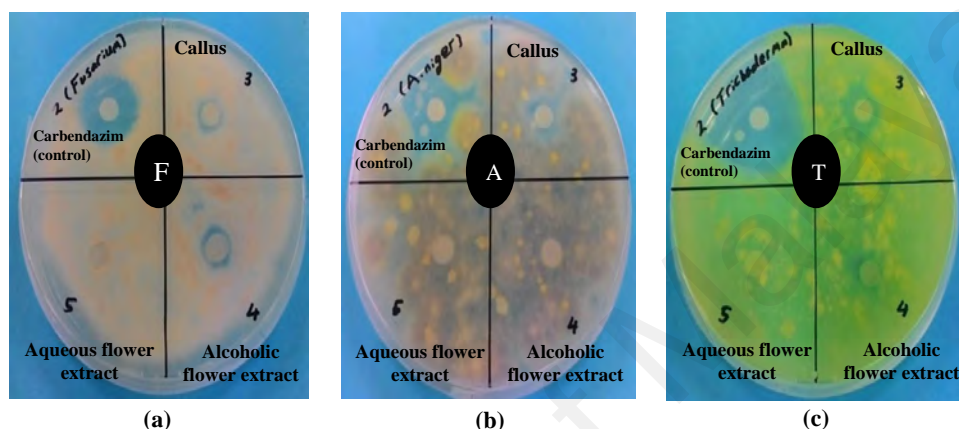 2 (Fusarium)
Callus
3
Carbendazim
(control)
F
5
4
Aqueous flower
extract
Alcoholic
flower extract
(a)
2 (A.niger)
Callus
3
Carbendazim
(control)
A
6
4
Aqueous flower
extract
Alcoholic
flower extract
(b)
2 (Trichoderma)
Callus
3
Carbendazim
(control)
T
5
4
Aqueous flower
extract
Alcoholic
flower extract
(c)